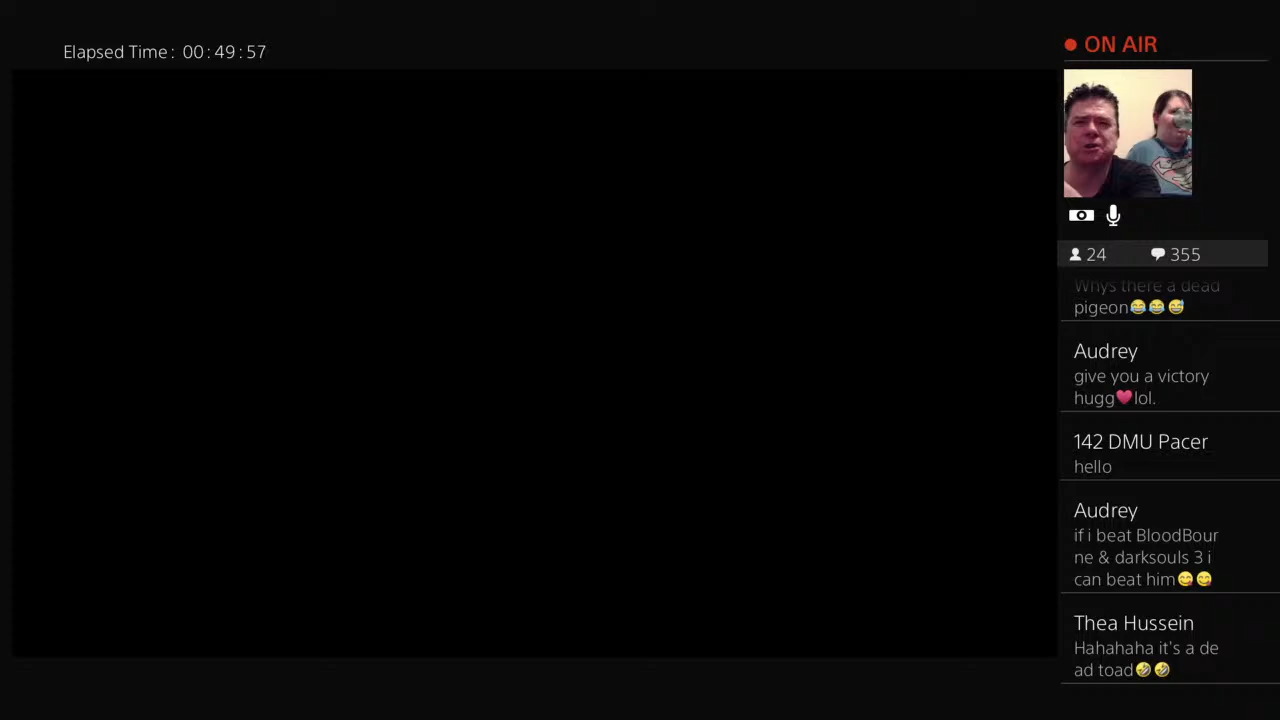 Elapsed Time: 00:49:57
ON AIR
24 355
Whys there a dead
pigeon😂😂😅
Audrey
give you a victory
hugg❤lol.
142 DMU Pacer
hello
Audrey
if i beat BloodBour
ne & darksouls 3 i
can beat him😋😋
Thea Hussein
Hahahaha it's a de
ad toad🤣🤣